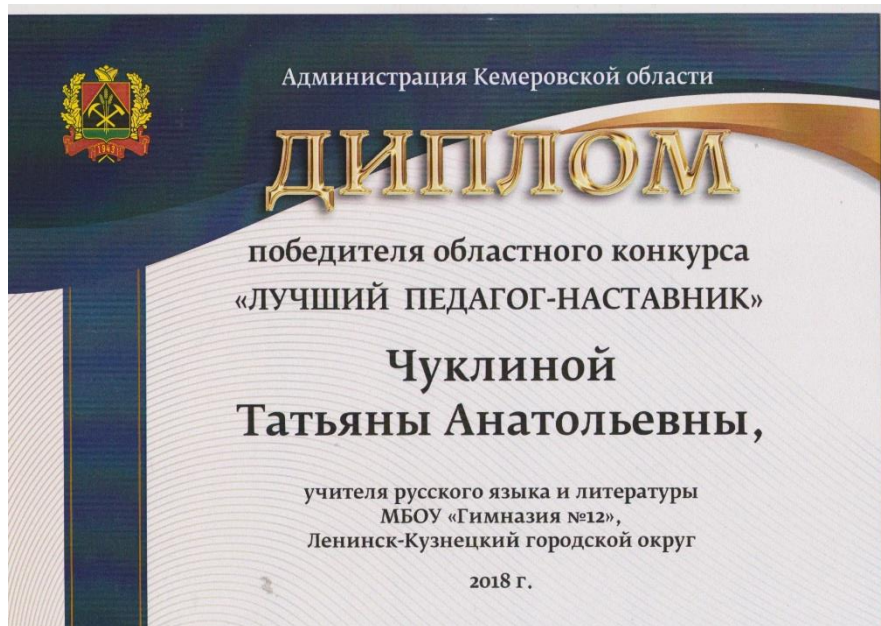 Администрация Кемеровской области
1943
ДИПЛОМ
победителя областного конкурса
«ЛУЧШИЙ ПЕДАГОГ-НАСТАВНИК»
Чуклиной
Татьяны Анатольевны,
учителя русского языка и литературы
МБОУ «Гимназия №12»,
Ленинск-Кузнецкий городской округ
2018 г.